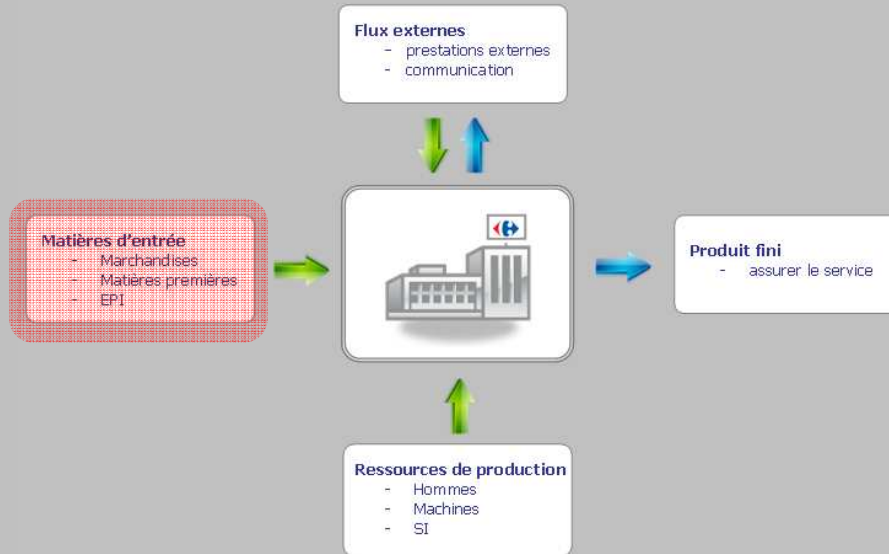 Flux externes
- prestations externes
- communication
Matières d'entrée
- Marchandises
- Matières premières
- EPI
Produit fini
- assurer le service
Ressources de production
- Hommes
- Machines
- SI